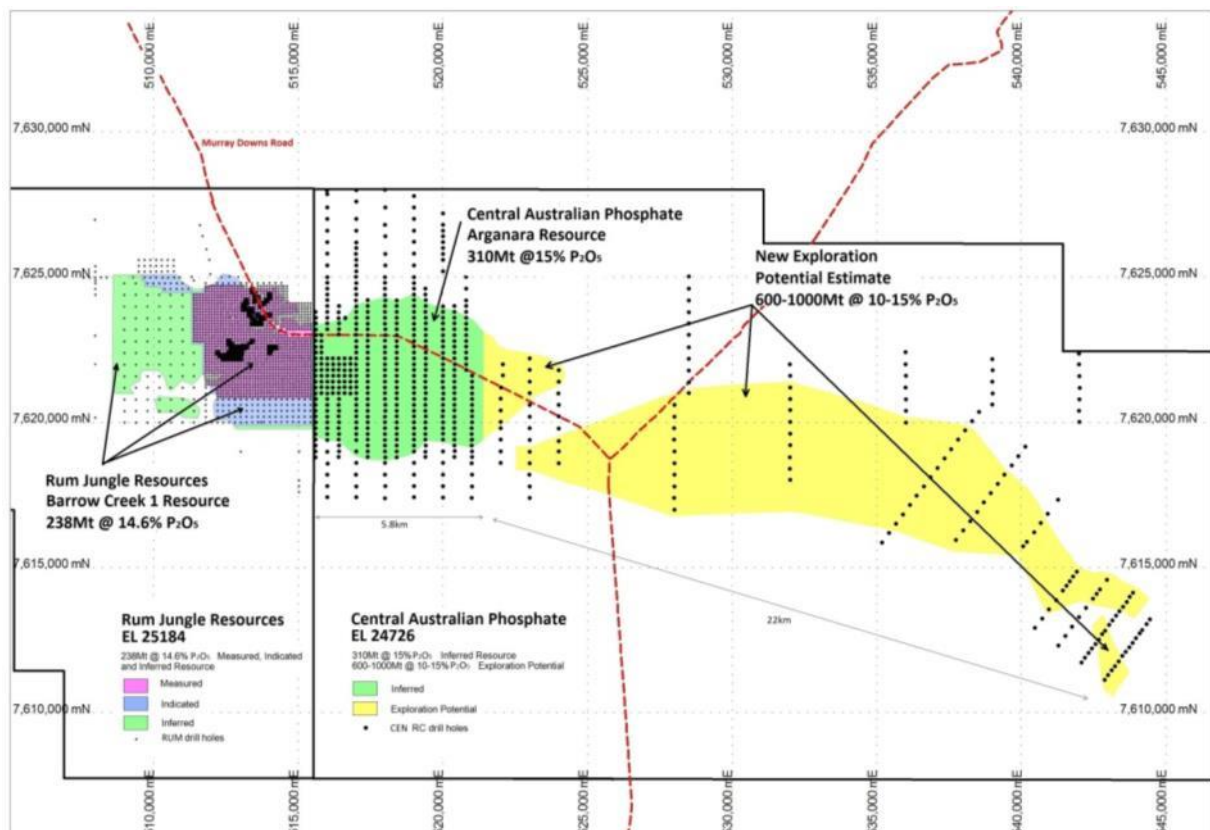 510,000 mE
515,000 mE
520,000 mE
525,000 mE
530,000 mE
535,000 mE
540,000 mE
545,000 mE
7,630,000 mN
7,630,000 mN
Murray Downs Road
Central Australian Phosphate
Arganara Resource
310Mt @15% P₂O₅
New Exploration
Potential Estimate
600-1000Mt @ 10-15% P₂O₅
7,625,000 mN
7,625,000 mN
7,620,000 mN
7,620,000 mN
Rum Jungle Resources
Barrow Creek 1 Resource
238Mt @ 14.6% P₂O₅
5.8km
22km
7,615,000 mN
7,615,000 mN
Rum Jungle Resources
EL 25184
238Mt @ 14.6% P₂O₅ Measured, Indicated
and Inferred Resource
Measured
Indicated
Inferred
RUM drill holes
Central Australian Phosphate
EL 24726
310Mt @ 15% P₂O₅ Inferred Resource
600-1000Mt @ 10-15% P₂O₅ Exploration Potential
Inferred
Exploration Potential
CEN RC drill holes
7,610,000 mN
7,610,000 mN
510,000 mE
515,000 mE
520,000 mE
525,000 mE
530,000 mE
535,000 mE
540,000 mE
545,000 mE